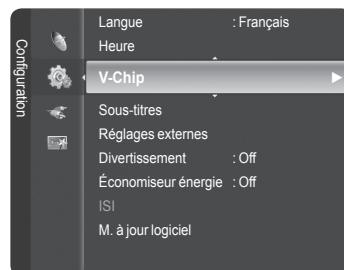 Configuration
Langue : Français
Heure
V-Chip
Sous-titres
Réglages externes
Divertissement : Off
Économiseur énergie : Off
ISI
M. à jour logiciel